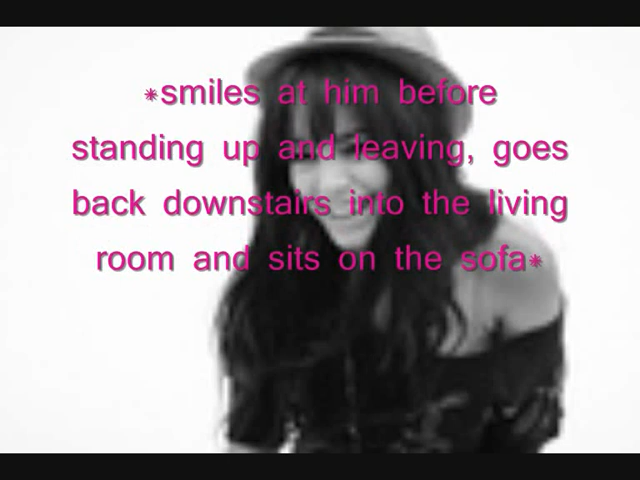 *smiles at him before
standing up and leaving, goes
back downstairs into the living
room and sits on the sofa*